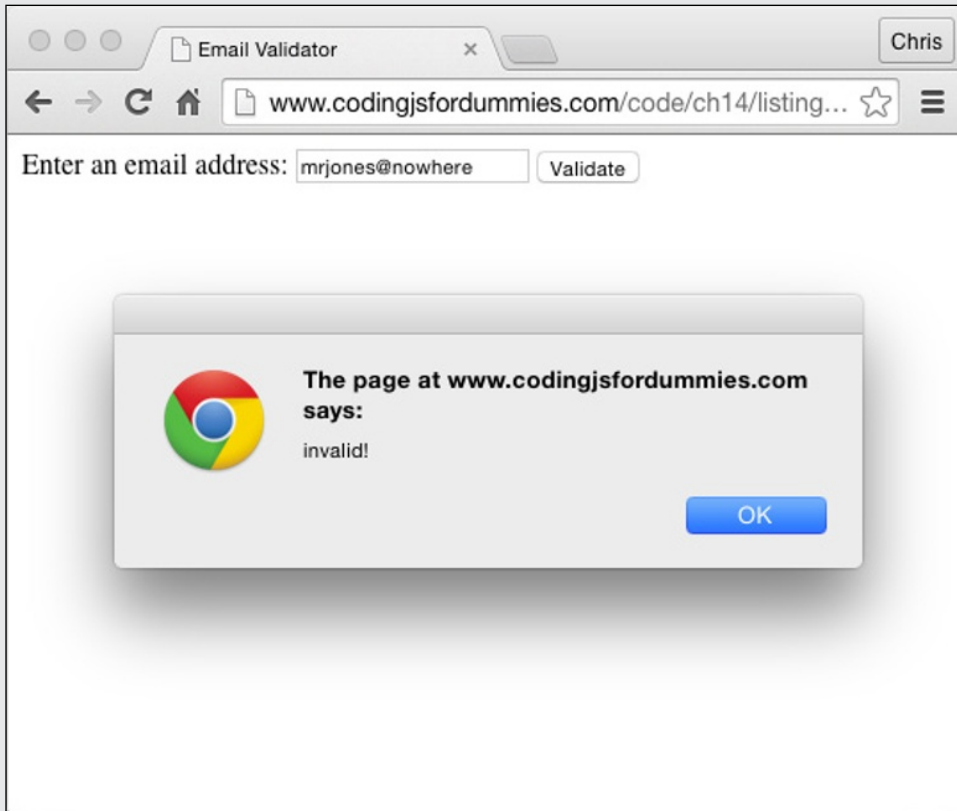 Email Validator ×
Chris
www.codingjsfordummies.com/code/ch14/listing...
Enter an email address: mrjones@nowhere Validate
The page at www.codingjsfordummies.com
says:
invalid!
OK